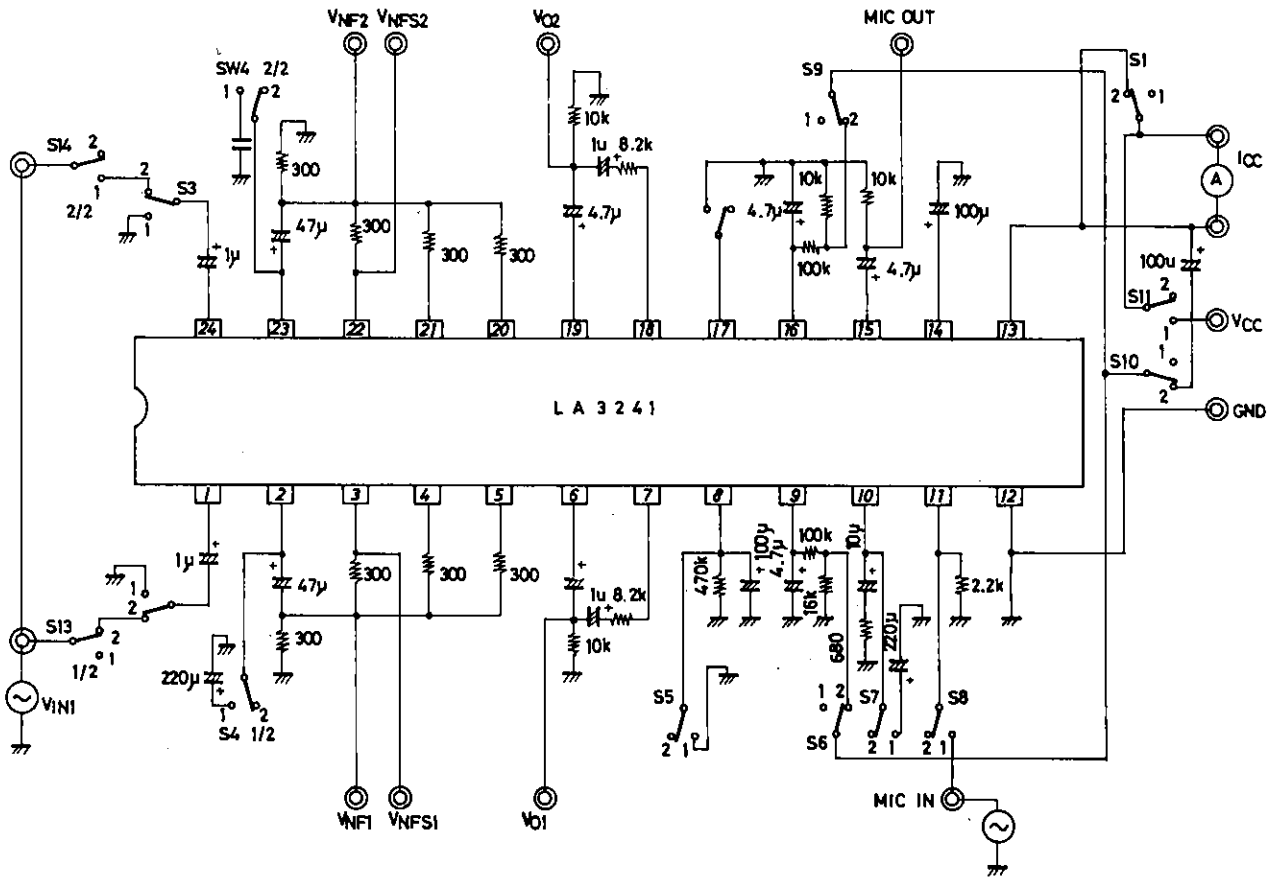 VNF2 VNFS2 VO2 MIC OUT
SW4 2/2
1 2
S9
1 2
S1
2 1
ICC
A
S14 2
1
2/2
2 S3
1
300
10k
1u 8.2k
+
10k
10k
47µ
+
300
300
300
4.7µ
+
4.7µ
+
100k
4.7µ
+
100µ
+
100u
+
1µ
+
S11 2
1
VCC
S10 1
2
GND
24 23 22 21 20 19 18 17 16 15 14 13
LA3241
1 2 3 4 5 6 7 8 9 10 11 12
1µ
+
47µ
+
300
300
300
300
+
1u 8.2k
+
10k
470k
100µ
+
4.7µ
+
100k
16k
10µ
+
680
220µ
+
2.2k
1
2
S13 2
1
1/2
VIN1
220µ
+
1 2
S4 1/2
S5
2 1
1 2
S6
S7
2 1
S8
2 1
VNF1 VNFS1 VO1 MIC IN